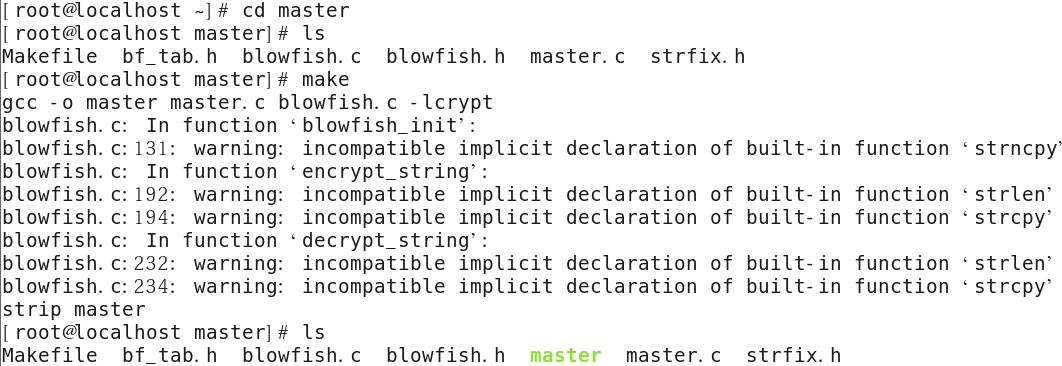 [root@localhost ~]# cd master
[root@localhost master]# ls
Makefile  bf_tab.h  blowfish.c  blowfish.h  master.c  strfix.h
[root@localhost master]# make
gcc -o master master.c blowfish.c -lcrypt
blowfish.c: In function ‘blowfish_init’:
blowfish.c:131: warning: incompatible implicit declaration of built-in function ‘strncpy’
blowfish.c: In function ‘encrypt_string’:
blowfish.c:192: warning: incompatible implicit declaration of built-in function ‘strlen’
blowfish.c:194: warning: incompatible implicit declaration of built-in function ‘strcpy’
blowfish.c: In function ‘decrypt_string’:
blowfish.c:232: warning: incompatible implicit declaration of built-in function ‘strlen’
blowfish.c:234: warning: incompatible implicit declaration of built-in function ‘strcpy’
strip master
[root@localhost master]# ls
Makefile  bf_tab.h  blowfish.c  blowfish.h  master  master.c  strfix.h